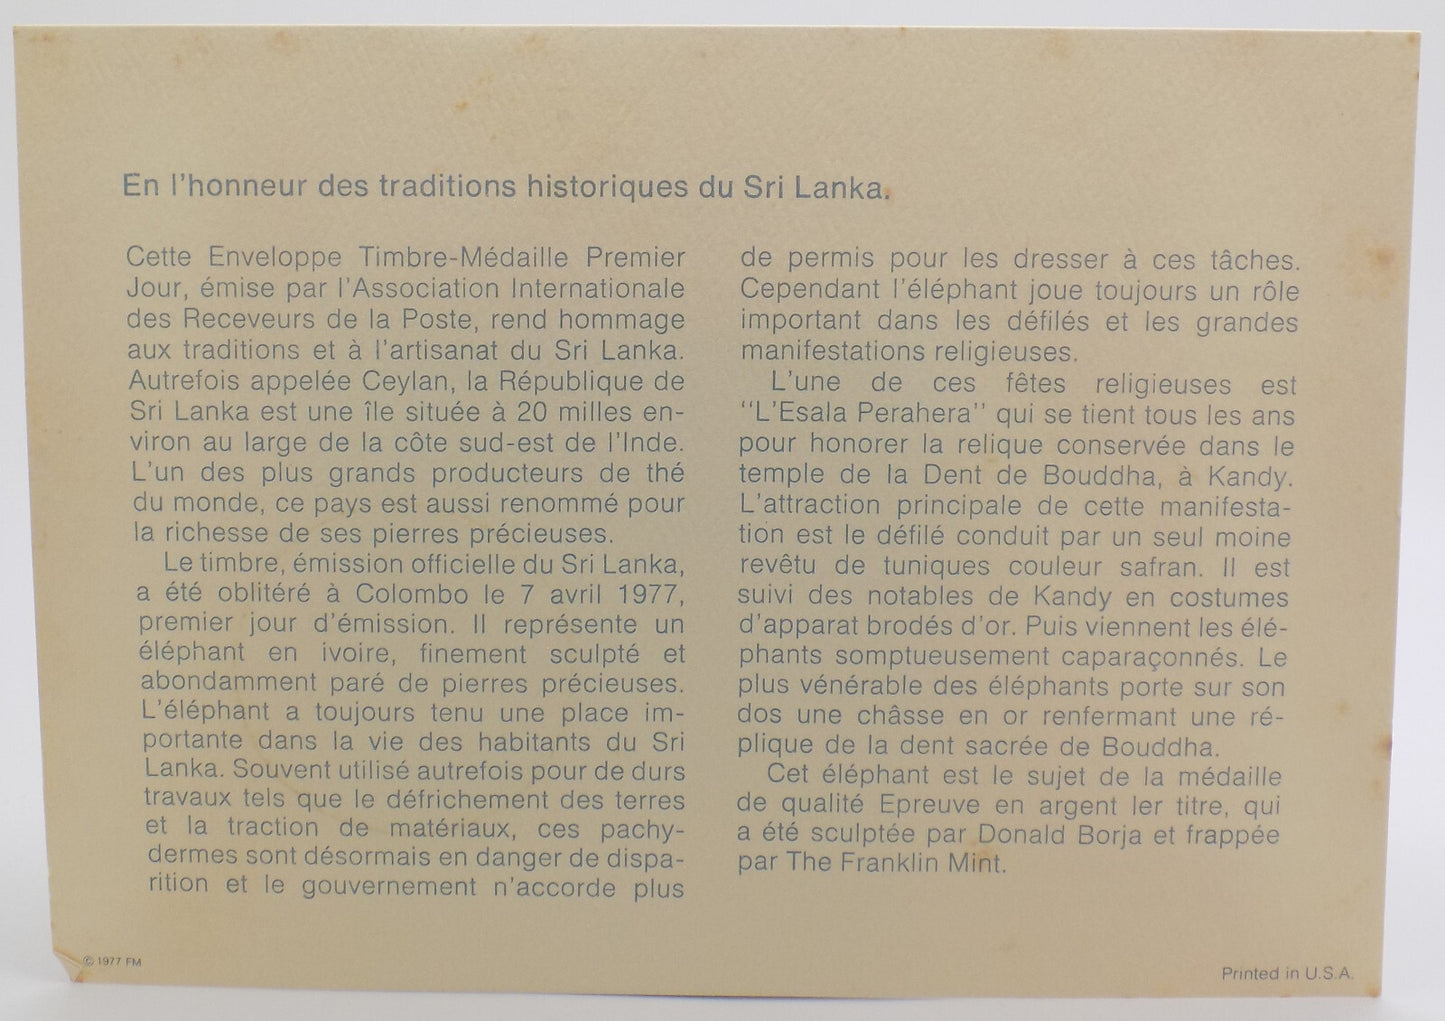 En l'honneur des traditions historiques du Sri Lanka.
Cette Enveloppe Timbre-Médaille Premier
Jour, émise par l'Association Internationale
des Receveurs de la Poste, rend hommage
aux traditions et à l'artisanat du Sri Lanka.
Autrefois appelée Ceylan, la République de
Sri Lanka est une île située à 20 milles en-
viron au large de la côte sud-est de l'Inde.
L'un des plus grands producteurs de thé
du monde, ce pays est aussi renommé pour
la richesse de ses pierres précieuses.
Le timbre, émission officielle du Sri Lanka,
a été oblitéré à Colombo le 7 avril 1977,
premier jour d'émission. Il représente un
éléphant en ivoire, finement sculpté et
abondamment paré de pierres précieuses.
L'éléphant a toujours tenu une place im-
portante dans la vie des habitants du Sri
Lanka. Souvent utilisé autrefois pour de durs
travaux tels que le défrichement des terres
et la traction de matériaux, ces pachy-
dermes sont désormais en danger de dispa-
rition et le gouvernement n'accorde plus
de permis pour les dresser à ces tâches.
Cependant l'éléphant joue toujours un rôle
important dans les défilés et les grandes
manifestations religieuses.
L'une de ces fêtes religieuses est
"L'Esala Perahera" qui se tient tous les ans
pour honorer la relique conservée dans le
temple de la Dent de Bouddha, à Kandy.
L'attraction principale de cette manifesta-
tion est le défilé conduit par un seul moine
revêtu de tuniques couleur safran. Il est
suivi des notables de Kandy en costumes
d'apparat brodés d'or. Puis viennent les élé-
phants somptueusement caparaçonnés. Le
plus vénérable des éléphants porte sur son
dos une châsse en or renfermant une ré-
plique de la dent sacrée de Bouddha.
Cet éléphant est le sujet de la médaille
de qualité Epreuve en argent ler titre, qui
a été sculptée par Donald Borja et frappée
par The Franklin Mint.
© 1977 FM
Printed in U.S.A.